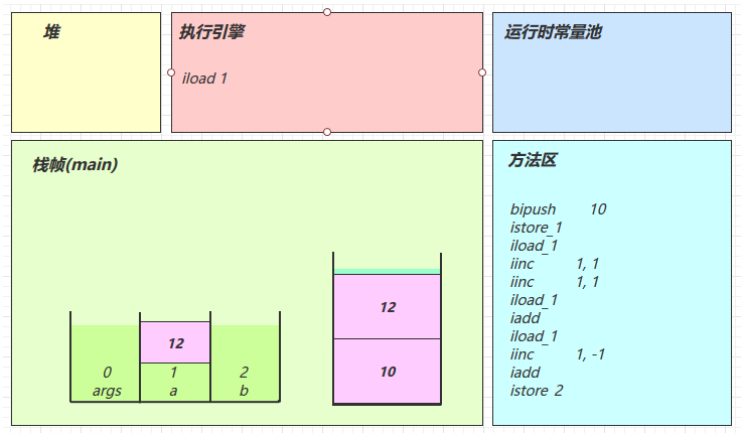 堆
执行引擎
iload 1
运行时常量池
栈帧(main)
12
0 1 2
args a b
12
10
方法区
bipush 10
istore_1
iload_1
iinc 1, 1
iinc 1, 1
iload_1
iadd
iload_1
iinc 1, -1
iadd
istore 2